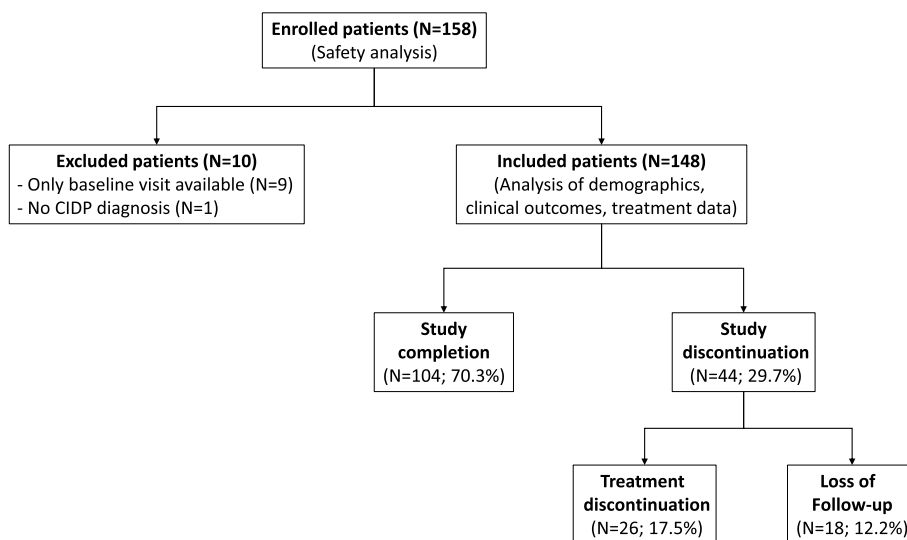 Enrolled patients (N=158)
(Safety analysis)
Excluded patients (N=10)
- Only baseline visit available (N=9)
- No CIDP diagnosis (N=1)
Included patients (N=148)
(Analysis of demographics,
clinical outcomes, treatment data)
Study
completion
(N=104; 70.3%)
Study
discontinuation
(N=44; 29.7%)
Treatment
discontinuation
(N=26; 17.5%)
Loss of
Follow-up
(N=18; 12.2%)